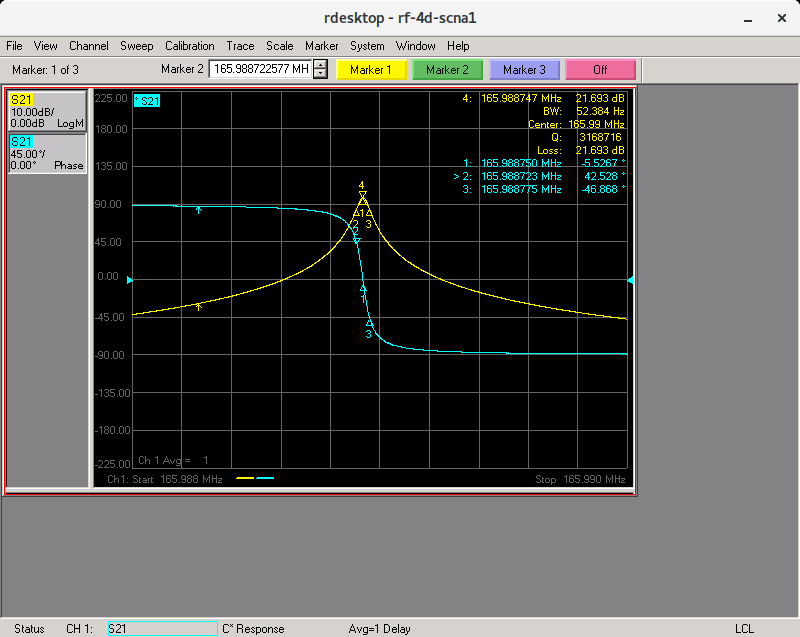 rdesktop - rf-4d-scna1
File View Channel Sweep Calibration Trace Scale Marker System Window Help
Marker: 1 of 3 Marker 2 165.988722577 MH Marker 1 Marker 2 Marker 3 Off
S21
10.00dB/
0.00dB LogM
S21
45.00°/
0.00° Phase
225.00
180.00
135.00
90.00
45.00
0.00
-45.00
-90.00
-135.00
-180.00
-225.00
S21
4: 165.988747 MHz 21.693 dB
BW: 52.384 Hz
Center: 165.99 MHz
Q: 3168716
Loss: 21.693 dB
1: 165.988750 MHz -5.5267 °
> 2: 165.988723 MHz 42.528 °
3: 165.988775 MHz -46.868 °
4
1
2
3
2
1
3
Ch 1 Avg = 1
Ch1: Start 165.988 MHz Stop 165.990 MHz
Status CH 1: S21 C* Response Avg=1 Delay LCL